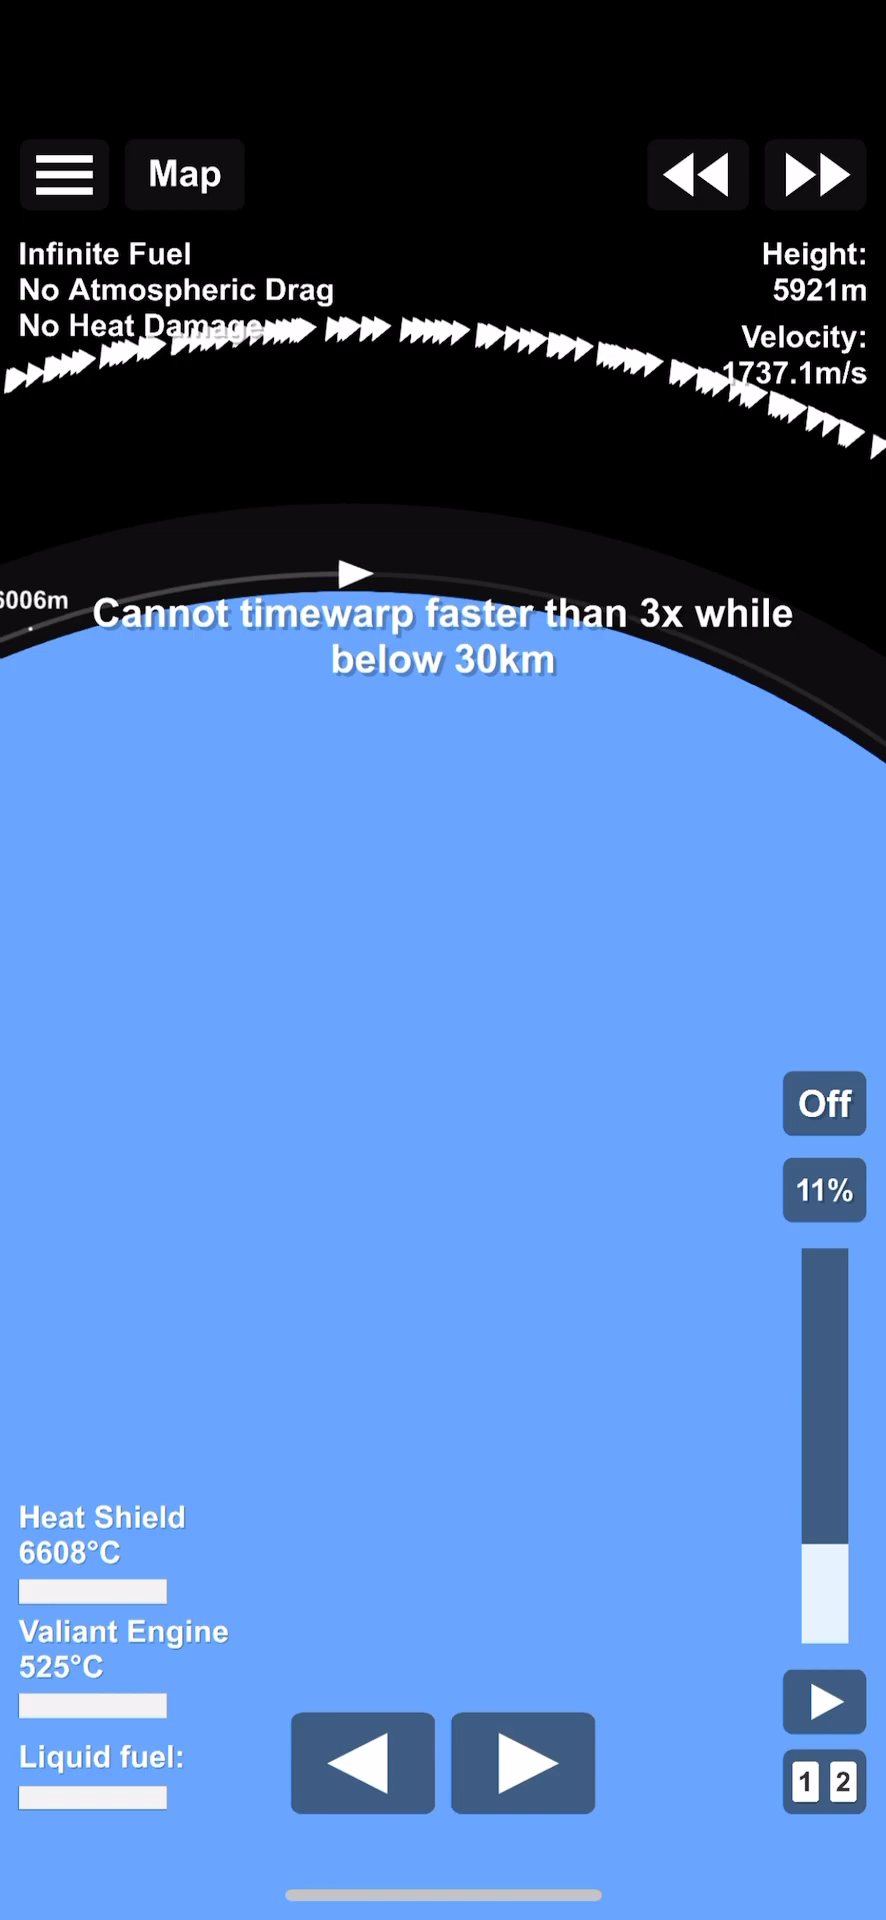 Map
Infinite Fuel
No Atmospheric Drag
No Heat Damage
Height:
5921m
Velocity:
1737.1m/s
6006m
Cannot timewarp faster than 3x while
below 30km
Off
11%
Heat Shield
6608°C
Valiant Engine
525°C
Liquid fuel:
1 2